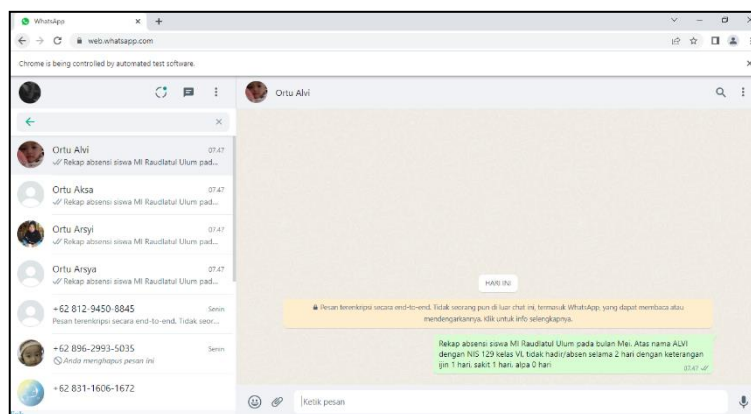 WhatsApp
web.whatsapp.com
Chrome is being controlled by automated test software.
Ortu Alvi
07.47
Rekap absensi siswa MI Raudlatul Ulum pad...
Ortu Aksa
07.47
Rekap absensi siswa MI Raudlatul Ulum pad...
Ortu Arsyi
07.47
Rekap absensi siswa MI Raudlatul Ulum pad...
Ortu Arsya
07.47
Rekap absensi siswa MI Raudlatul Ulum pad...
+62 812-9450-8845
Senin
Pesan terenkripsi secara end-to-end. Tidak seor...
+62 896-2993-5035
Senin
Anda menghapus pesan ini
+62 831-1606-1672
Ortu Alvi
HARI INI
Pesan terenkripsi secara end-to-end. Tidak seorang pun di luar chat ini, termasuk WhatsApp, yang dapat membaca atau
mendengarkannya. Klik untuk info selengkapnya.
Rekap absensi siswa MI Raudlatul Ulum pada bulan Mei. Atas nama ALVI
dengan NIS 129 kelas VI, tidak hadir/absen selama 2 hari dengan keterangan
ijin 1 hari, sakit 1 hari, alpa 0 hari
07.47
Ketik pesan